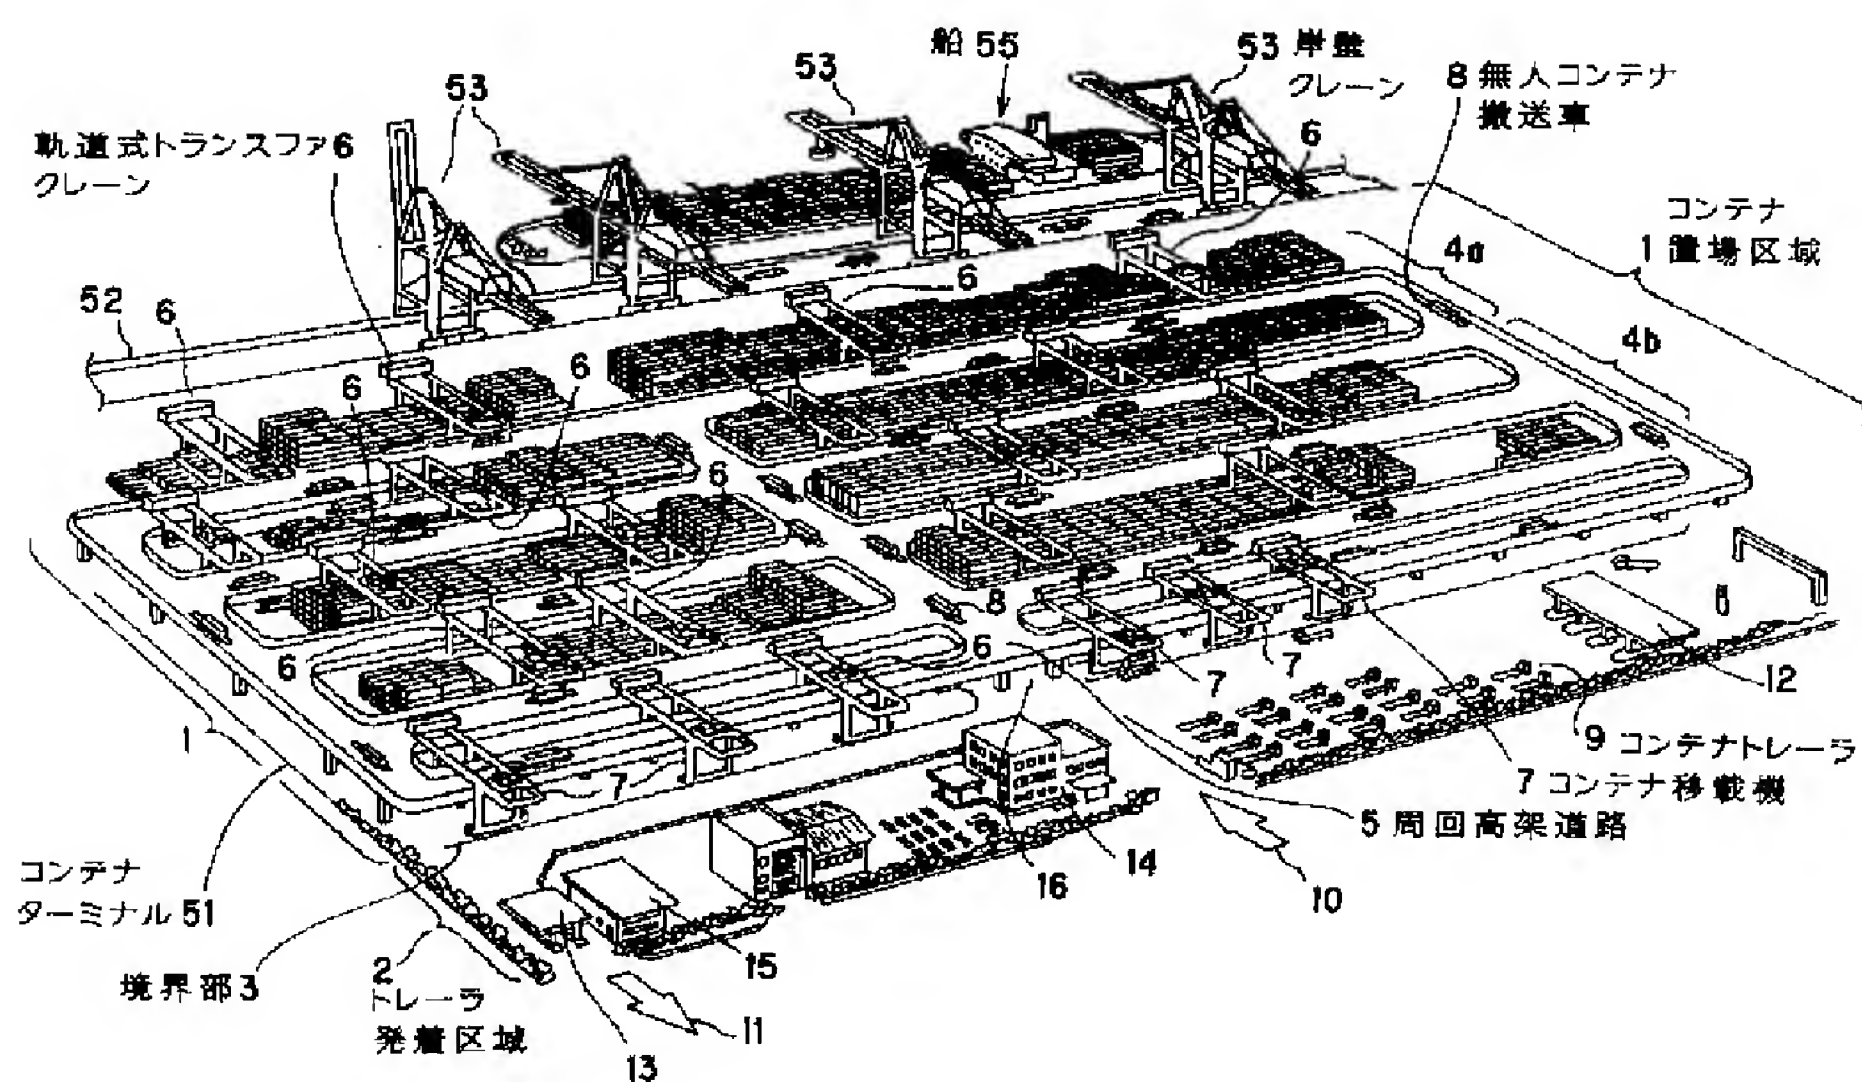 船 55
53 岸壁
クレーン
53
53
8 無人コンテナ
搬送車
6
軌道式トランスファ 6
クレーン
コンテナ
1 置場区域
4a
6
52
6
4b
6
6
6
8
6
6
6
7
7
12
1
7
9 コンテナトレーラ
7 コンテナ移載機
5 周回高架道路
14
16
10
コンテナ
ターミナル 51
15
境界部 3
2
トレーラ
発着区域
11
13